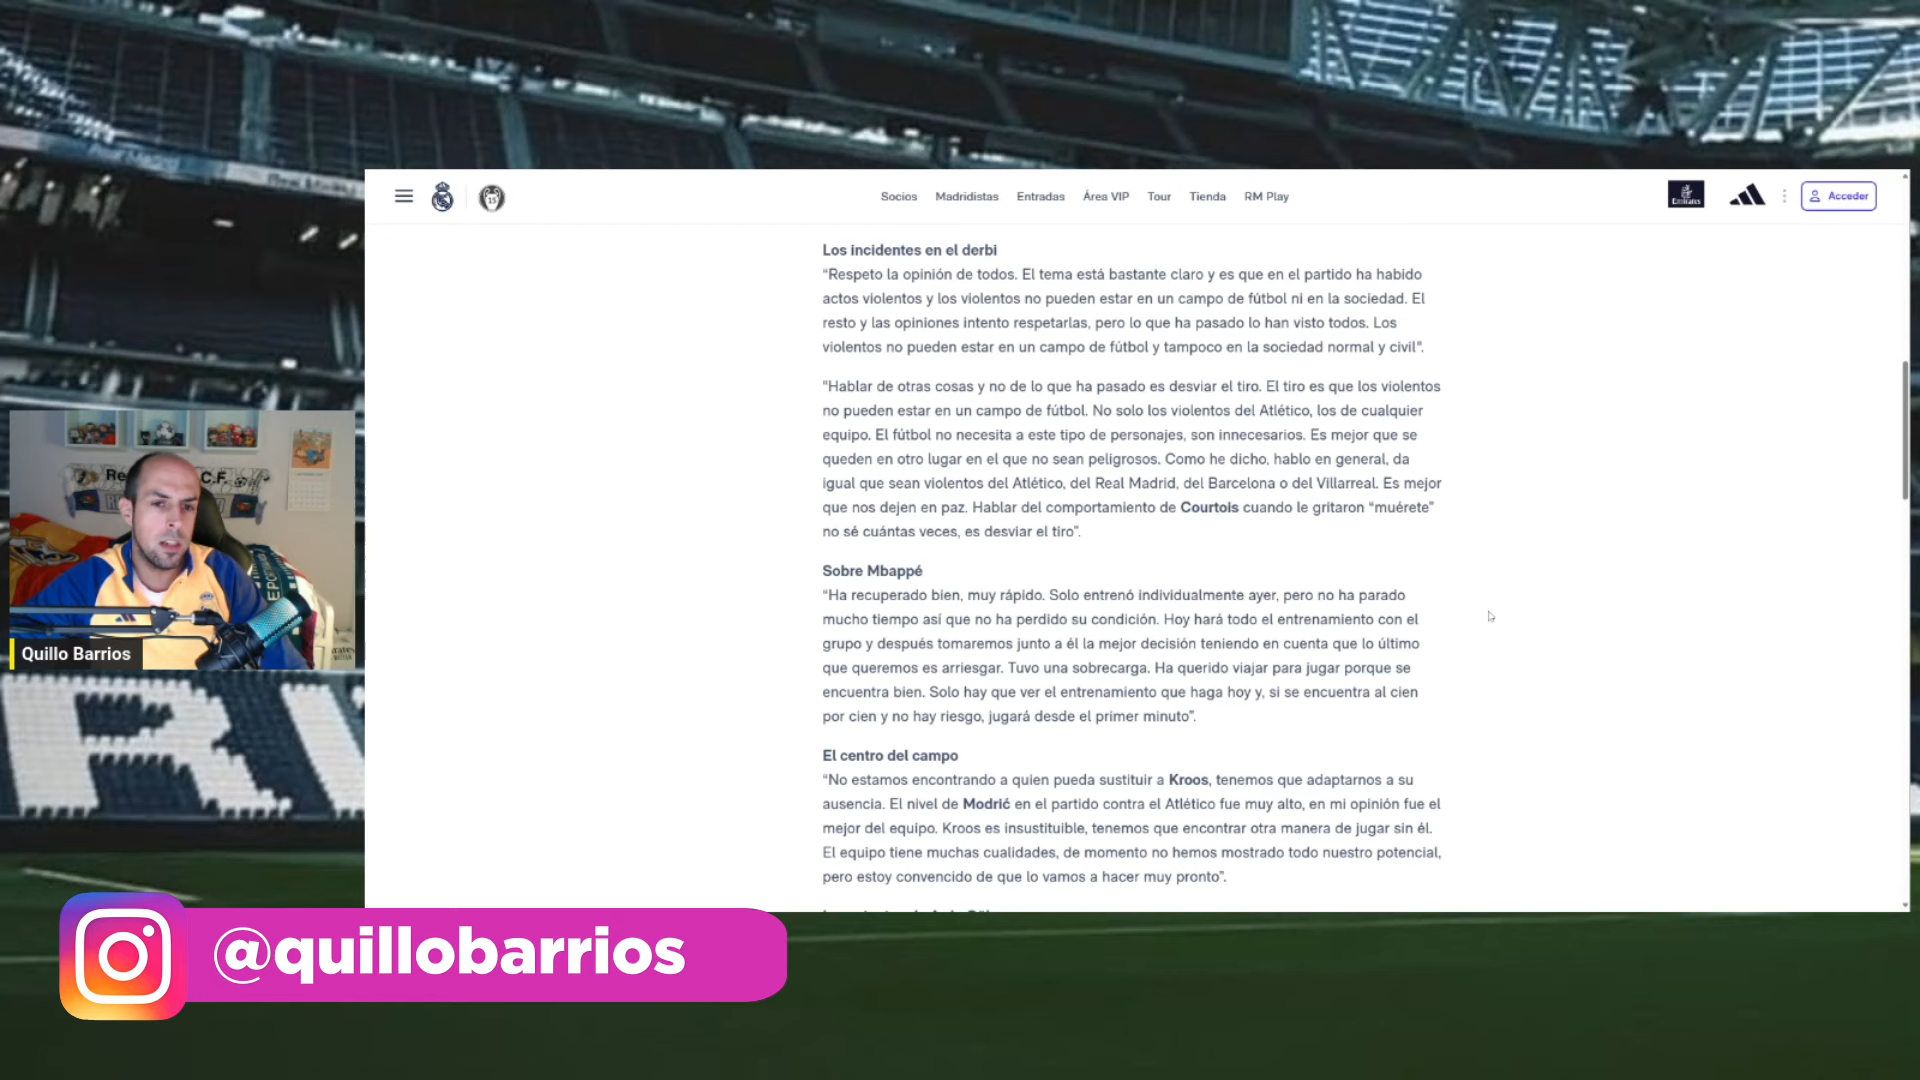 Socios Madridistas Entradas Área VIP Tour Tienda RM Play
Emirates
Acceder
Los incidentes en el derbi
“Respeto la opinión de todos. El tema está bastante claro y es que en el partido ha habido
actos violentos y los violentos no pueden estar en un campo de fútbol ni en la sociedad. El
resto y las opiniones intento respetarlas, pero lo que ha pasado lo han visto todos. Los
violentos no pueden estar en un campo de fútbol y tampoco en la sociedad normal y civil".
"Hablar de otras cosas y no de lo que ha pasado es desviar el tiro. El tiro es que los violentos
no pueden estar en un campo de fútbol. No solo los violentos del Atlético, los de cualquier
equipo. El fútbol no necesita a este tipo de personajes, son innecesarios. Es mejor que se
queden en otro lugar en el que no sean peligrosos. Como he dicho, hablo en general, da
igual que sean violentos del Atlético, del Real Madrid, del Barcelona o del Villarreal. Es mejor
que nos dejen en paz. Hablar del comportamiento de Courtois cuando le gritaron “muérete”
no sé cuántas veces, es desviar el tiro”.
Sobre Mbappé
“Ha recuperado bien, muy rápido. Solo entrenó individualmente ayer, pero no ha parado
mucho tiempo así que no ha perdido su condición. Hoy hará todo el entrenamiento con el
grupo y después tomaremos junto a él la mejor decisión teniendo en cuenta que lo último
que queremos es arriesgar. Tuvo una sobrecarga. Ha querido viajar para jugar porque se
encuentra bien. Solo hay que ver el entrenamiento que haga hoy y, si se encuentra al cien
por cien y no hay riesgo, jugará desde el primer minuto”.
El centro del campo
“No estamos encontrando a quien pueda sustituir a Kroos, tenemos que adaptarnos a su
ausencia. El nivel de Modrić en el partido contra el Atlético fue muy alto, en mi opinión fue el
mejor del equipo. Kroos es insustituible, tenemos que encontrar otra manera de jugar sin él.
El equipo tiene muchas cualidades, de momento no hemos mostrado todo nuestro potencial,
pero estoy convencido de que lo vamos a hacer muy pronto”.
Re C.F.
Quillo Barrios
@quillobarrios